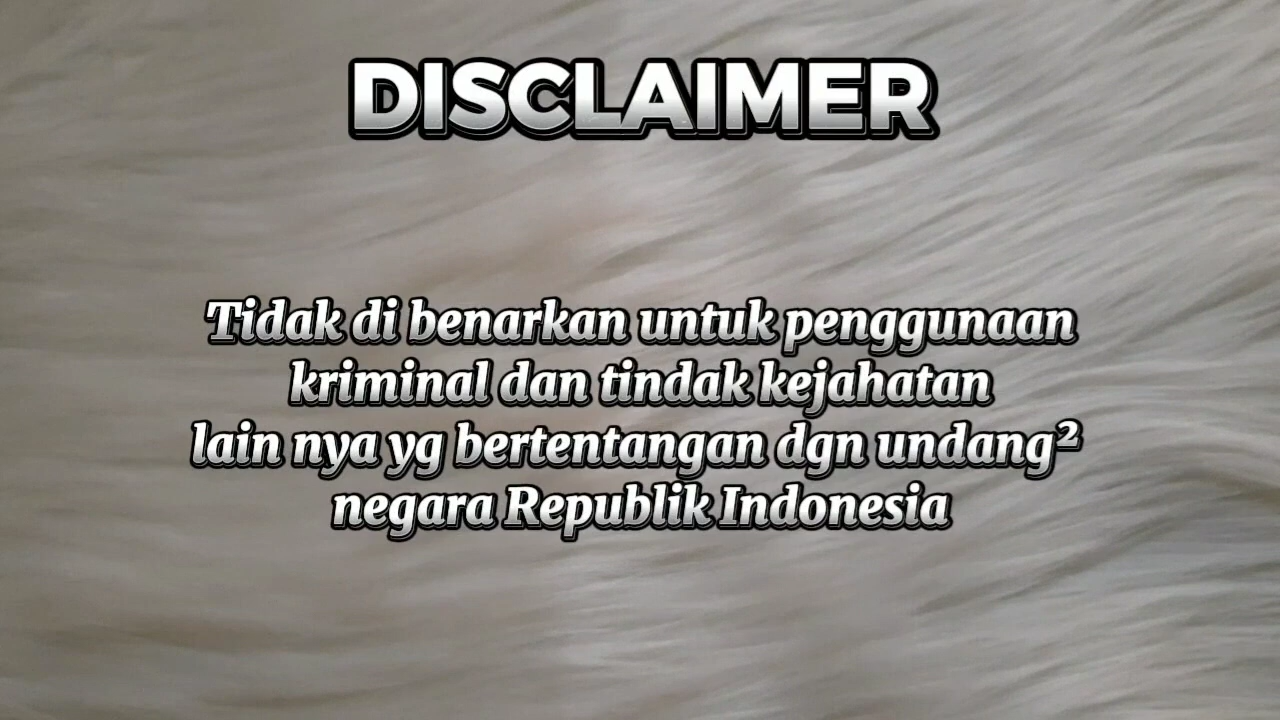 DISCLAIMER
Tidak di benarkan untuk penggunaan
kriminal dan tindak kejahatan
lain nya yg bertentangan dgn undang²
negara Republik Indonesia